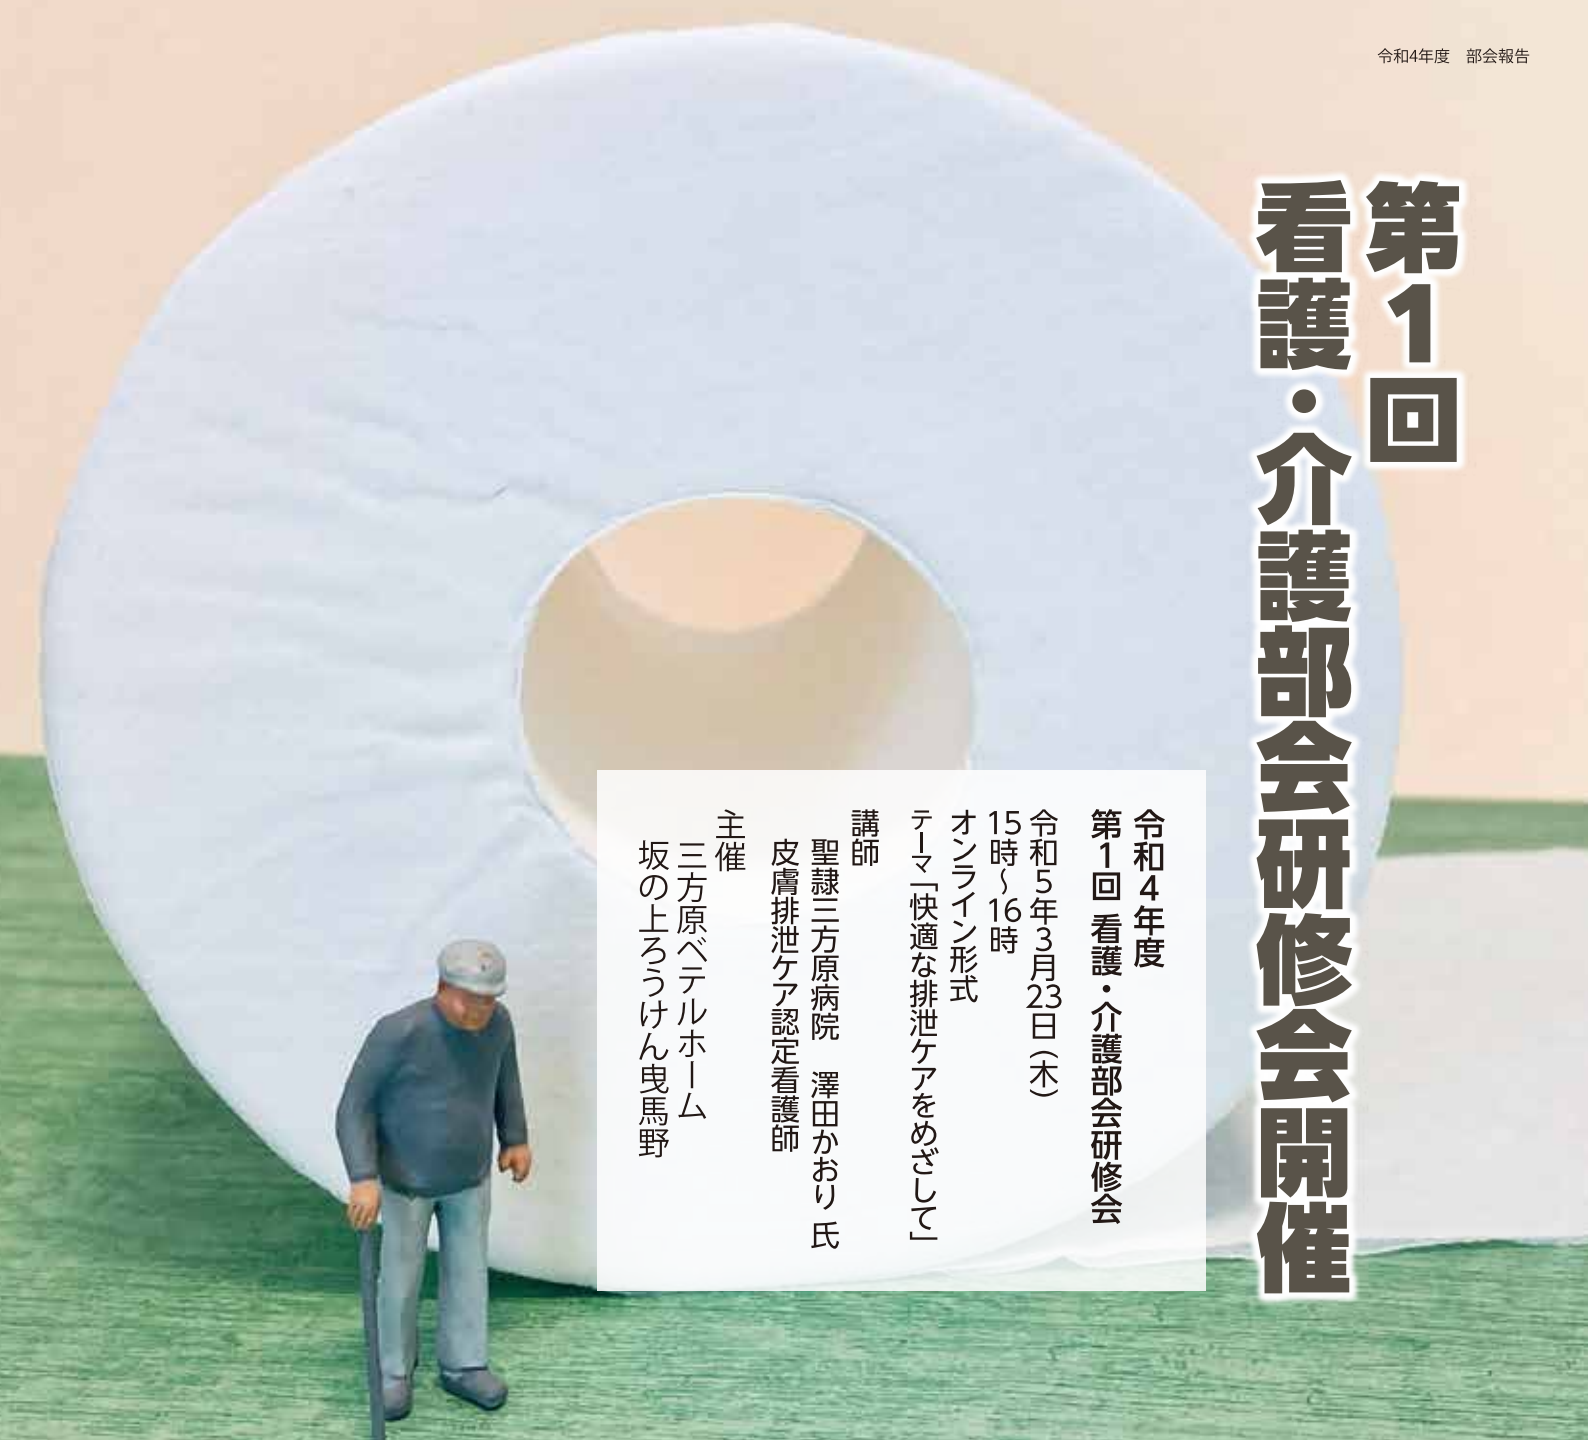 令和4年度　部会報告
第1回
看護・介護部会研修会開催
令和4年度
第1回 看護・介護部会研修会
令和5年3月23日（木）
15時～16時
オンライン形式
テーマ「快適な排泄ケアをめざして」
講師
聖隷三方原病院　澤田かおり 氏
皮膚排泄ケア認定看護師
主催
三方原ベテルホーム
坂の上ろうけん曳馬野